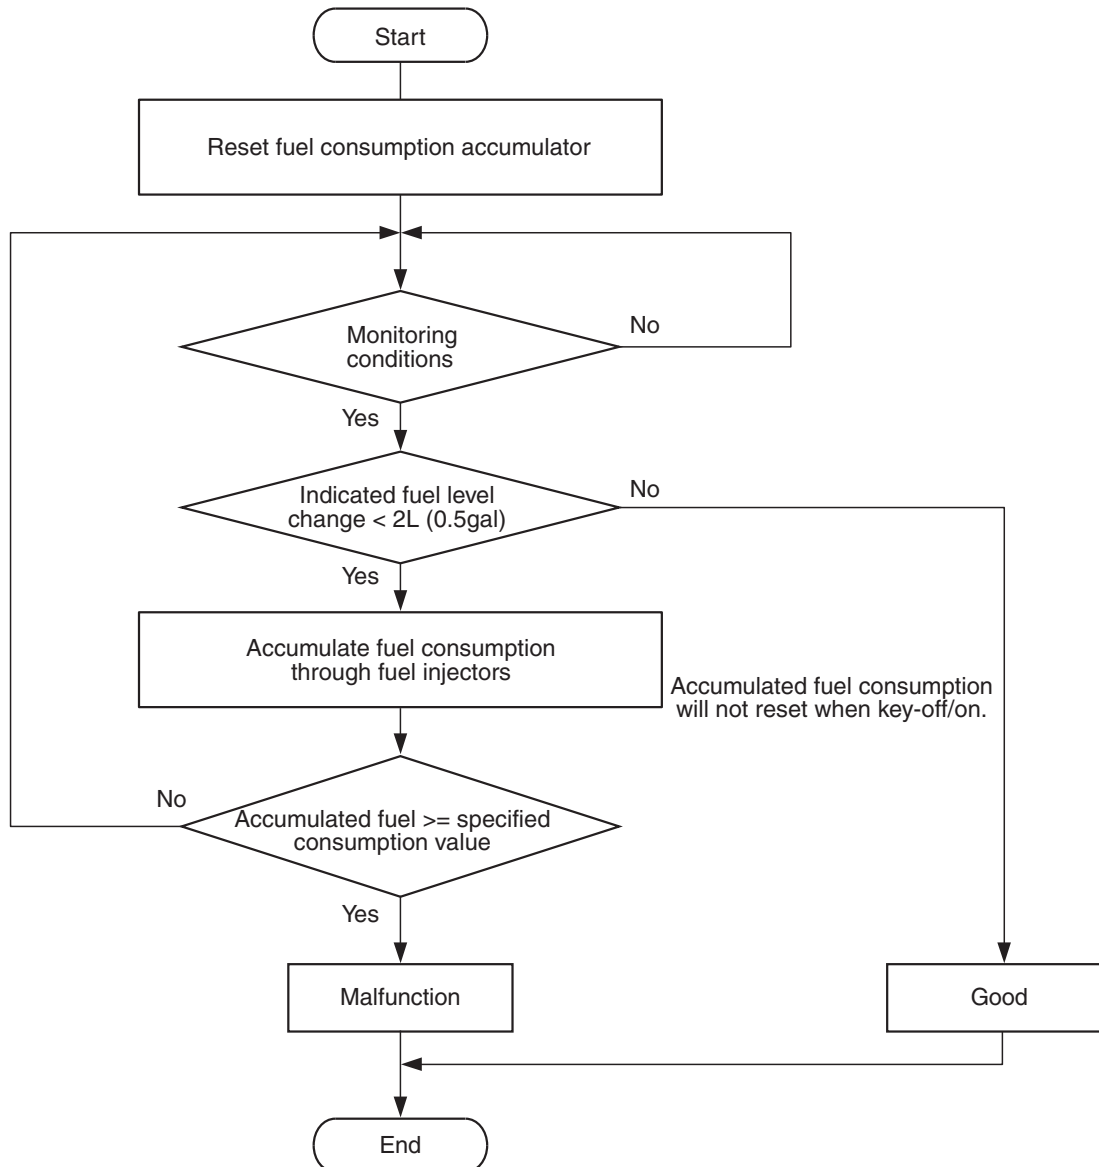 Start
Reset fuel consumption accumulator
Monitoring
conditions
No
Yes
Indicated fuel level
change < 2L (0.5gal)
No
Yes
Accumulate fuel consumption
through fuel injectors
Accumulated fuel consumption
will not reset when key-off/on.
No
Accumulated fuel >= specified
consumption value
Yes
Malfunction
Good
End